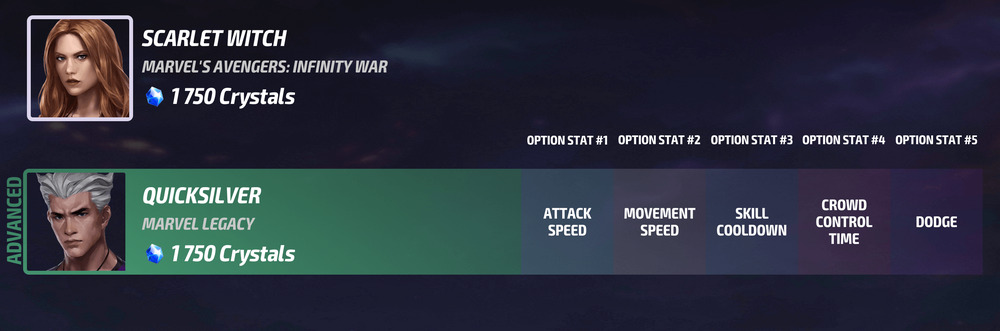 SCARLET WITCH
MARVEL'S AVENGERS: INFINITY WAR
1 750 Crystals
OPTION STAT #1 OPTION STAT #2 OPTION STAT #3 OPTION STAT #4 OPTION STAT #5
ADVANCED
QUICKSILVER
MARVEL LEGACY
1 750 Crystals
ATTACK
SPEED
MOVEMENT
SPEED
SKILL
COOLDOWN
CROWD
CONTROL
TIME
DODGE